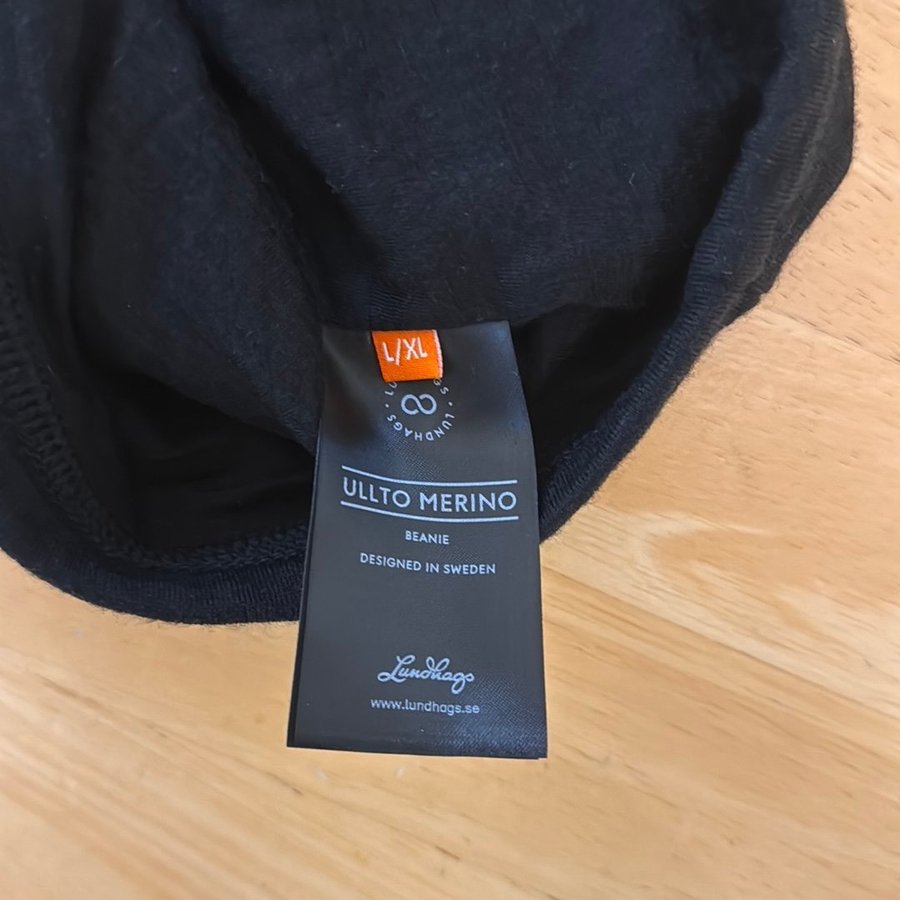 L/XL
LUNDHAGS
ULLTO MERINO
BEANIE
DESIGNED IN SWEDEN
Lundhags
www.lundhags.se